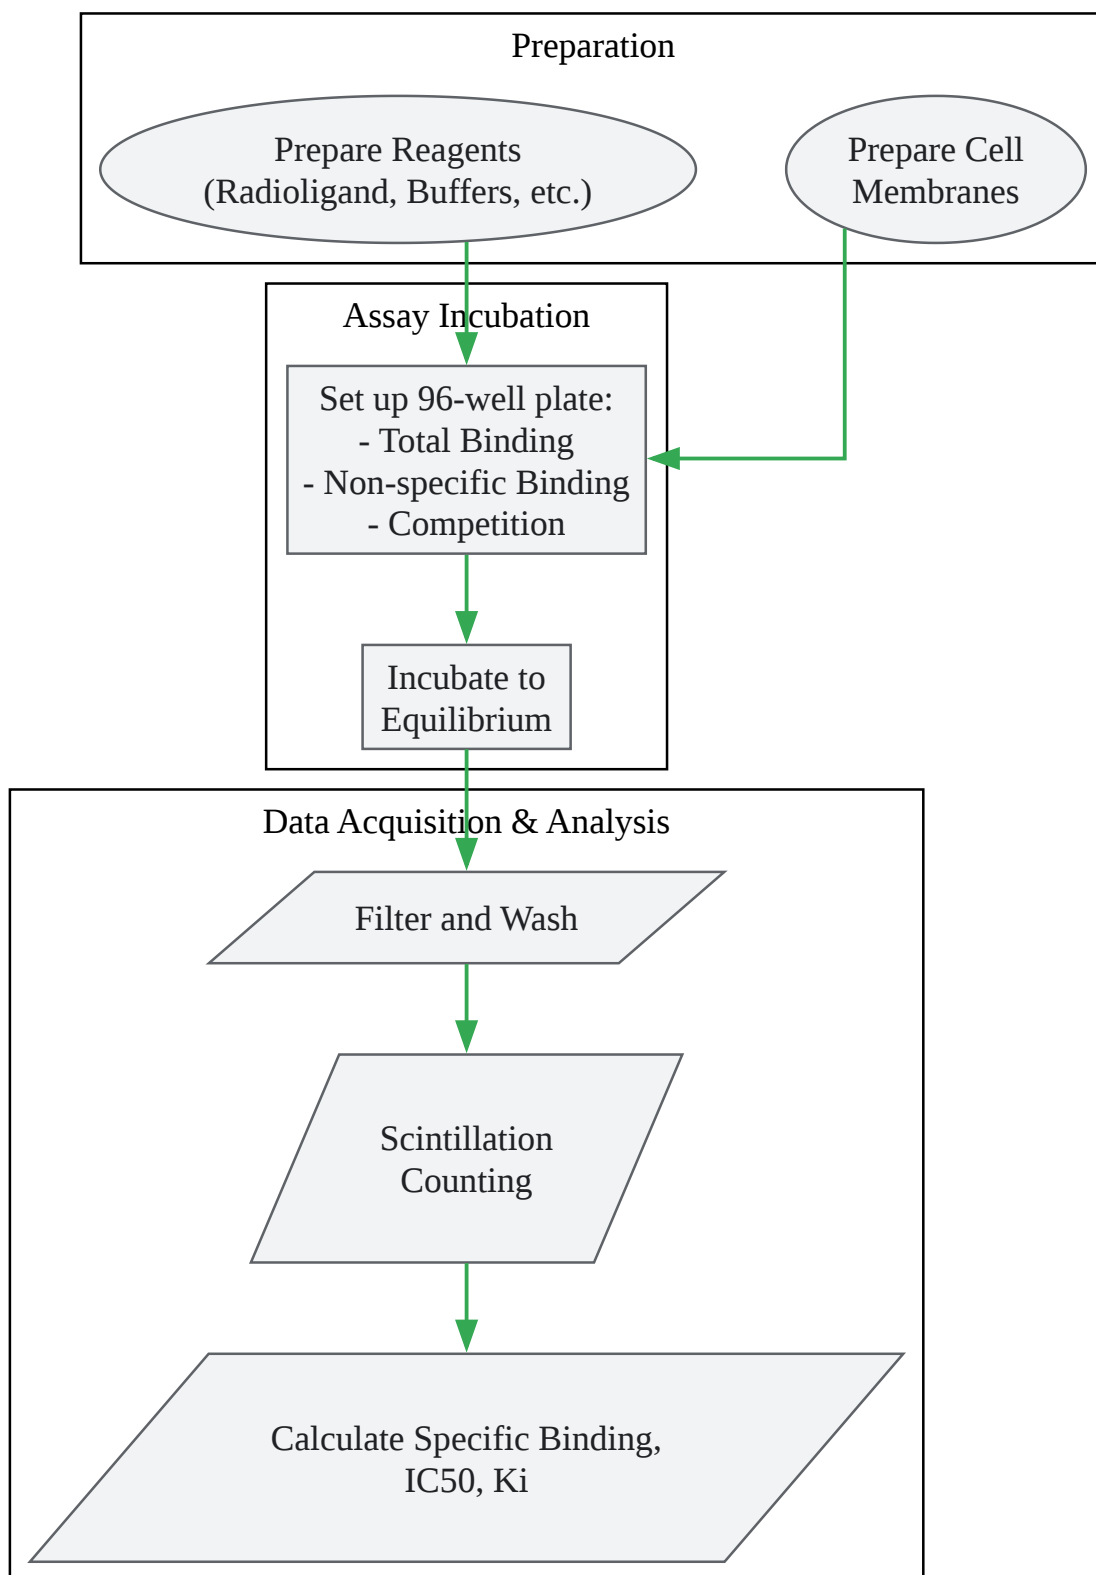 Preparation
Prepare Reagents
(Radioligand, Buffers, etc.)
Prepare Cell
Membranes
Assay Incubation
Set up 96-well plate:
- Total Binding
- Non-specific Binding
- Competition
Incubate to
Equilibrium
Data Acquisition & Analysis
Filter and Wash
Scintillation
Counting
Calculate Specific Binding,
IC50, Ki